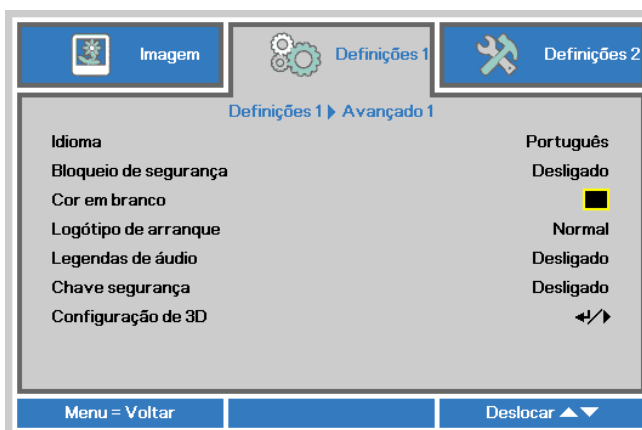 Imagem
Definições 1
Definições 2
Definições 1 Avançado 1
Idioma Português
Bloqueio de segurança Desligado
Cor em branco
Logótipo de arranque Normal
Legendas de áudio Desligado
Chave segurança Desligado
Configuração de 3D
Menu = Voltar
Deslocar